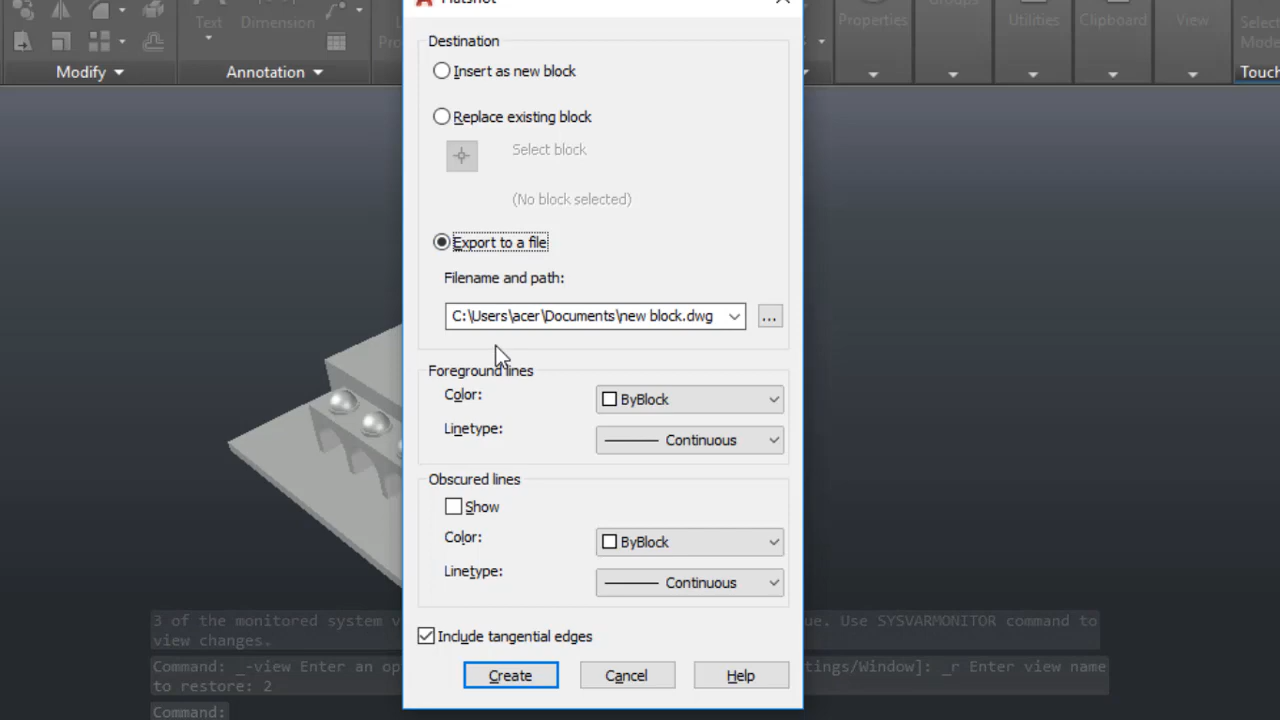 Flatshot
Text
Dimension
Properties
Groups
Utilities
Clipboard
View
Select
Mode
Modify
Annotation
Touch
Destination
Insert as new block
Replace existing block
Select block
(No block selected)
Export to a file
Filename and path:
C:\Users\acer\Documents\new block.dwg
...
Foreground lines
Color:
ByBlock
Linetype:
Continuous
Obscured lines
Show
Color:
ByBlock
Linetype:
Continuous
Include tangential edges
Create
Cancel
Help
3 of the monitored system v
ue. Use SYSVARMONITOR command to
view changes.
Command: _-view Enter an op
tings/Window]: _r Enter view name
to restore: 2
Command: